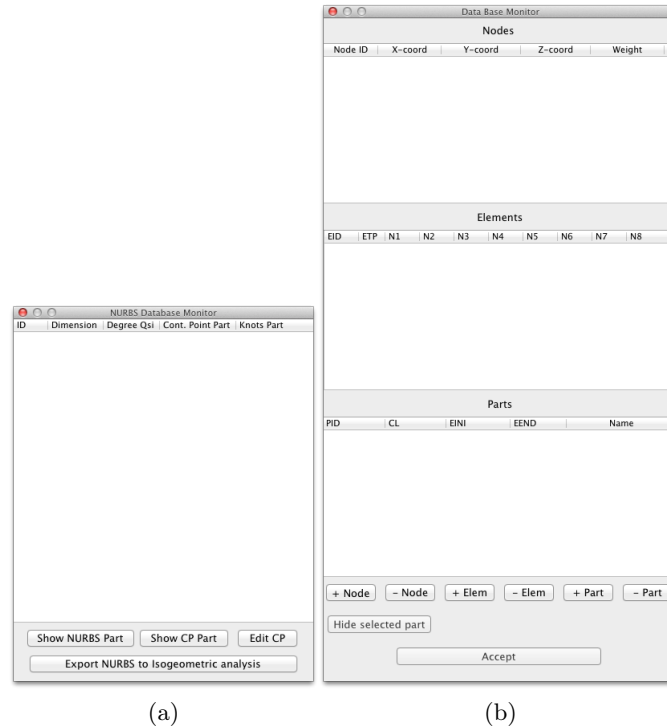 Data Base Monitor
Nodes
Node ID X-coord Y-coord Z-coord Weight
Elements
EID ETP N1 N2 N3 N4 N5 N6 N7 N8
NURBS Database Monitor
ID Dimension Degree Qsi Cont. Point Part Knots Part
Parts
PID CL EINI EEND Name
+ Node - Node + Elem - Elem + Part - Part
Hide selected part
Show NURBS Part Show CP Part Edit CP
Accept
Export NURBS to Isogeometric analysis
(a) (b)